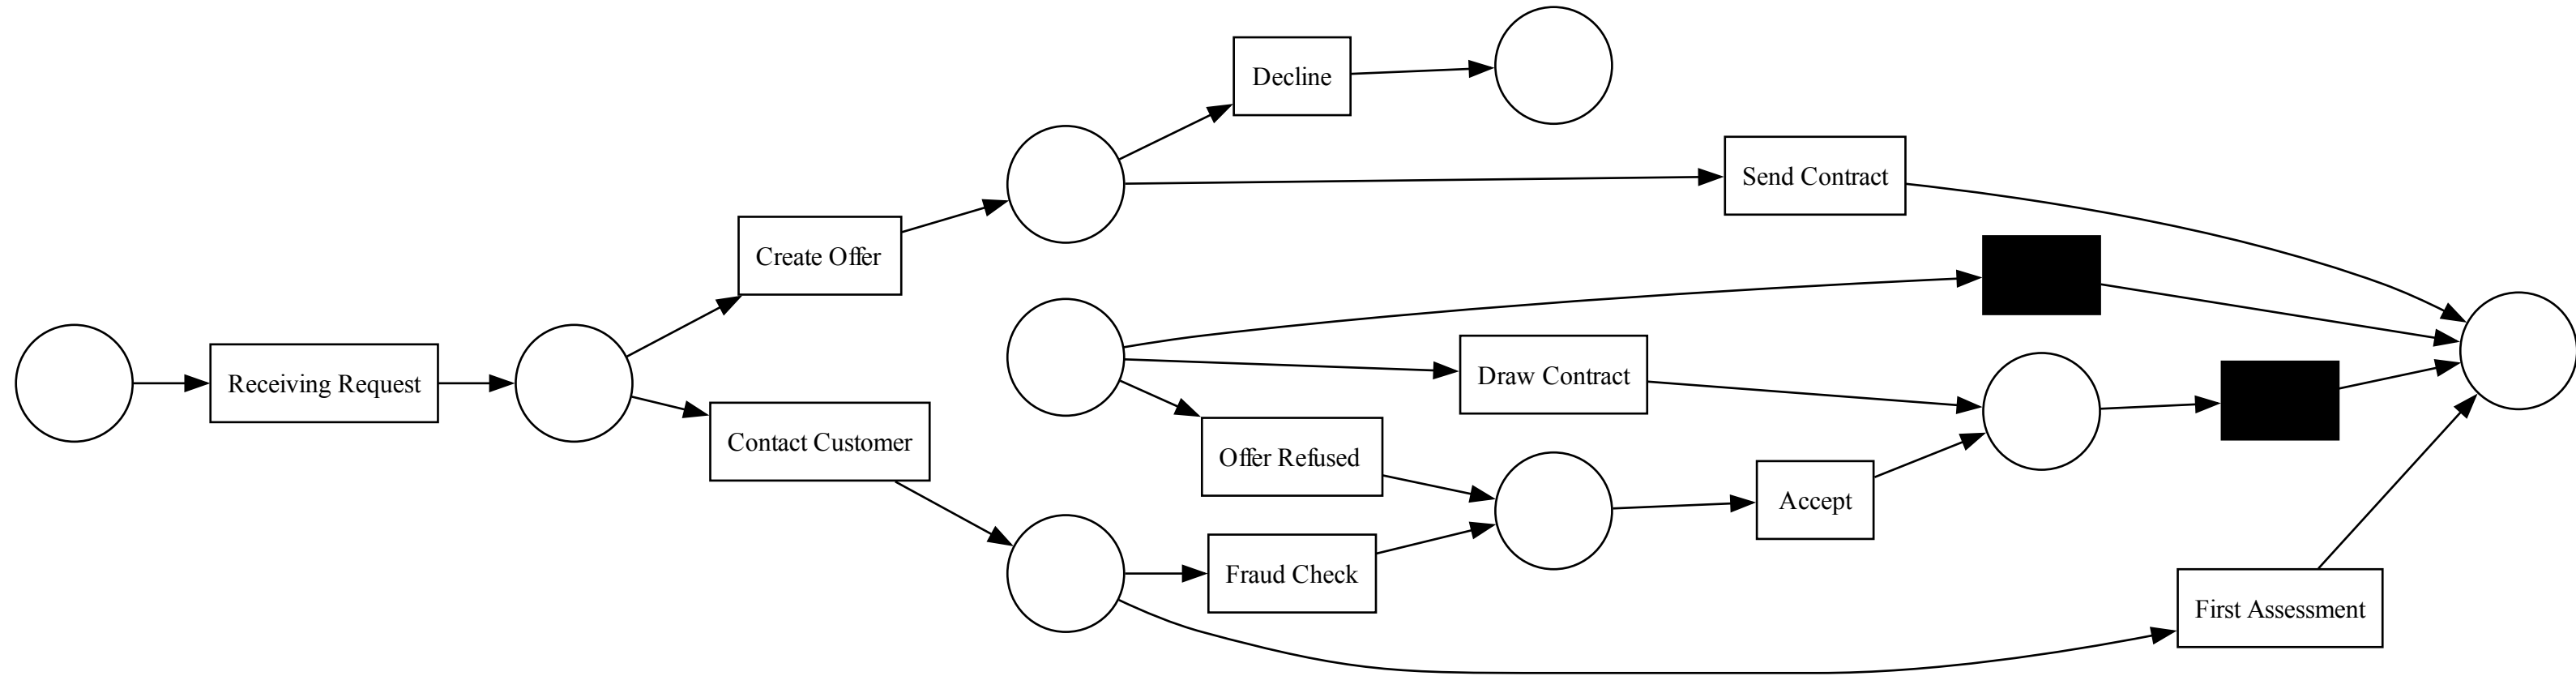 Decline
Send Contract
Create Offer
Receiving Request
Draw Contract
Contact Customer
Offer Refused
Accept
Fraud Check
First Assessment